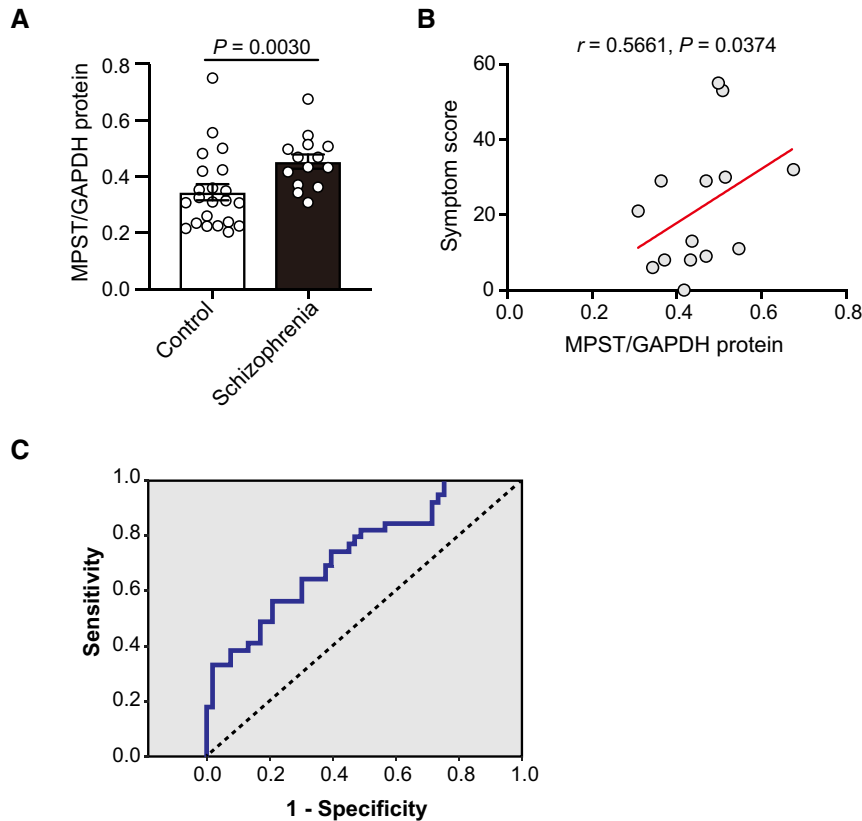 A
P = 0.0030
MPST/GAPDH protein
0.8
0.6
0.4
0.2
0.0
Control
Schizophrenia
B
r = 0.5661, P = 0.0374
Symptom score
60
40
20
0
0.0 0.2 0.4 0.6 0.8
MPST/GAPDH protein
C
Sensitivity
1.0
0.8
0.6
0.4
0.2
0.0
0.0 0.2 0.4 0.6 0.8 1.0
1 - Specificity